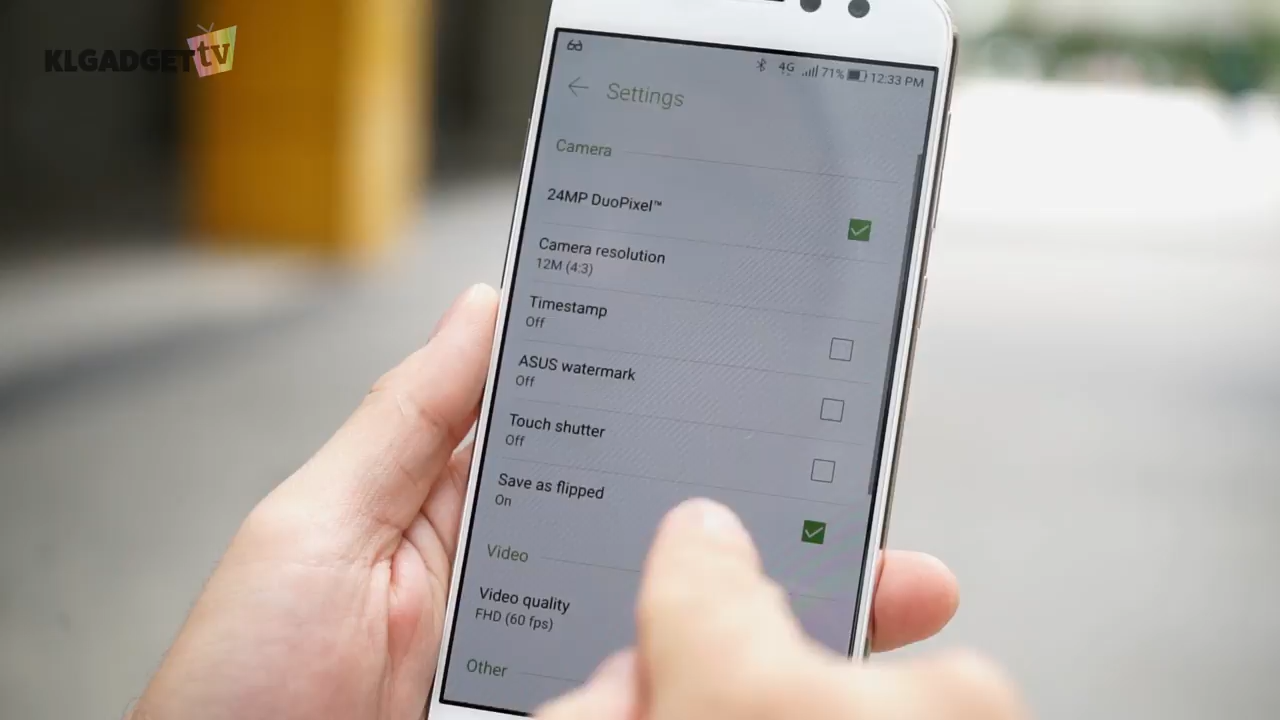 KLGADGET tv
4G 71% 12:33 PM
Settings
Camera
24MP DuoPixel™
Camera resolution
12M (4:3)
Timestamp
Off
ASUS watermark
Off
Touch shutter
Off
Save as flipped
On
Video
Video quality
FHD (60 fps)
Other